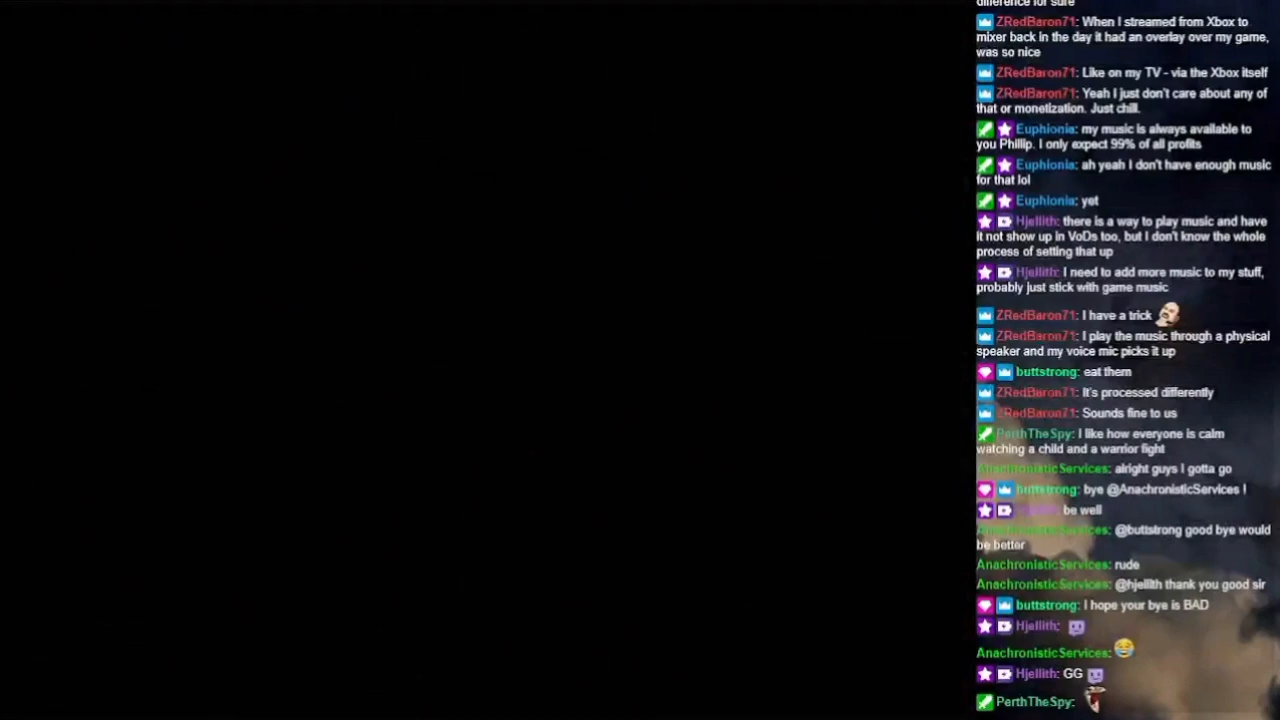 difference for sure
ZRedBaron71: When I streamed from Xbox to
mixer back in the day it had an overlay over my game,
was so nice
ZRedBaron71: Like on my TV - via the Xbox itself
ZRedBaron71: Yeah I just don't care about any of
that or monetization. Just chill.
Euphionia: my music is always available to
you Phillip. I only expect 99% of all profits
Euphionia: ah yeah I don't have enough music
for that lol
Euphionia: yet
Hjellith: there is a way to play music and have
it not show up in VoDs too, but I don't know the whole
process of setting that up
Hjellith: I need to add more music to my stuff,
probably just stick with game music
ZRedBaron71: I have a trick
ZRedBaron71: I play the music through a physical
speaker and my voice mic picks it up
buttstrong: eat them
ZRedBaron71: It's processed differently
ZRedBaron71: Sounds fine to us
PerthTheSpy: I like how everyone is calm
watching a child and a warrior fight
AnachronisticServices: alright guys I gotta go
buttstrong: bye @AnachronisticServices !
Hjellith: be well
AnachronisticServices: @buttstrong good bye would
be better
AnachronisticServices: rude
AnachronisticServices: @hjellith thank you good sir
buttstrong: I hope your bye is BAD
Hjellith:
AnachronisticServices:
Hjellith: GG
PerthTheSpy: